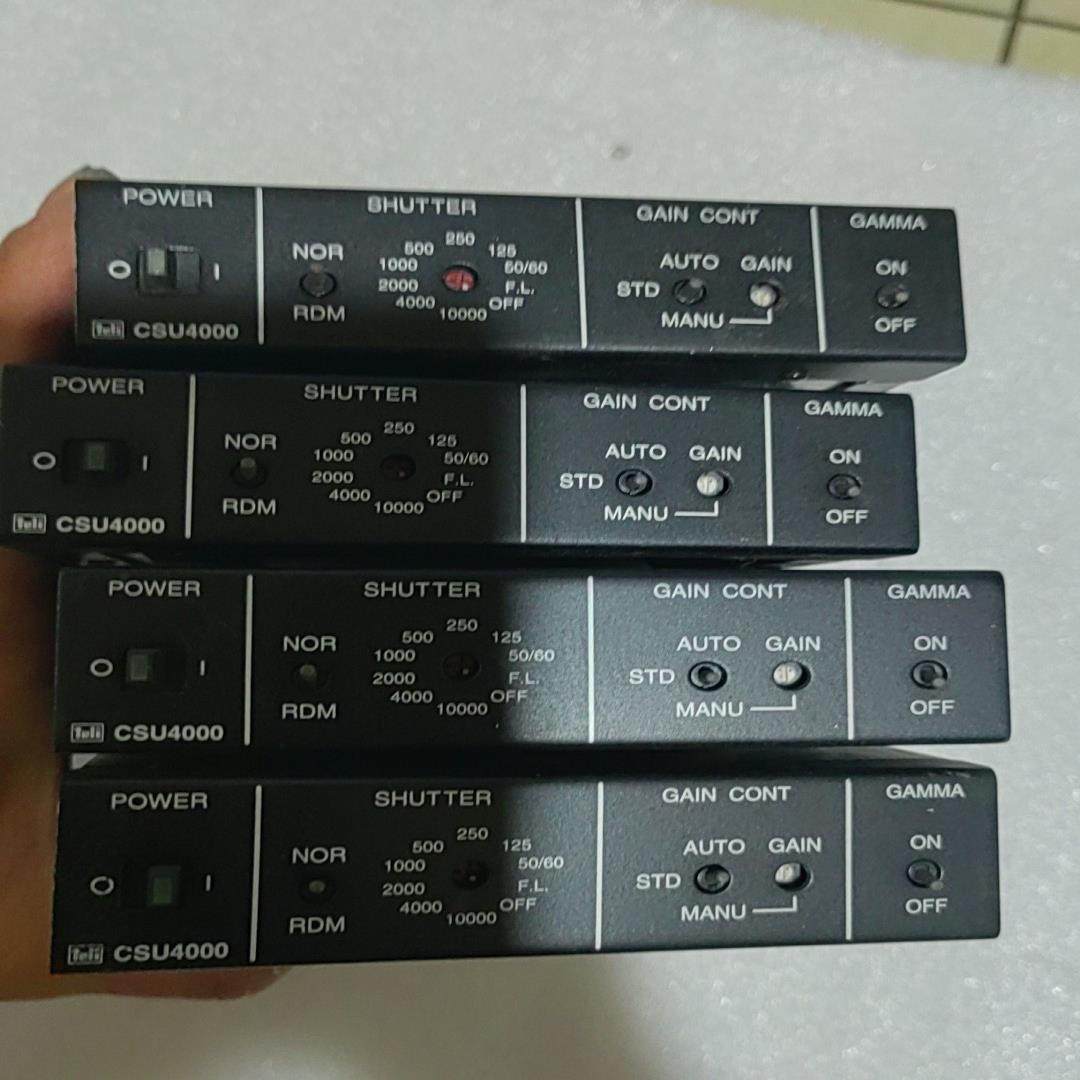 POWER SHUTTER GAIN CONT GAMMA
NOR 500 250 125 AUTO GAIN ON
O I 1000 50/60 STD
2000 F.L.
RDM 4000 10000 OFF MANU OFF
Teli CSU4000
POWER SHUTTER GAIN CONT GAMMA
NOR 500 250 125 AUTO GAIN ON
O I 1000 50/60 STD
2000 F.L.
RDM 4000 10000 OFF MANU OFF
Teli CSU4000
POWER SHUTTER GAIN CONT GAMMA
NOR 500 250 125 AUTO GAIN ON
O I 1000 50/60 STD
2000 F.L.
RDM 4000 10000 OFF MANU OFF
Teli CSU4000
POWER SHUTTER GAIN CONT GAMMA
NOR 500 250 125 AUTO GAIN ON
O I 1000 50/60 STD
2000 F.L.
RDM 4000 10000 OFF MANU OFF
Teli CSU4000